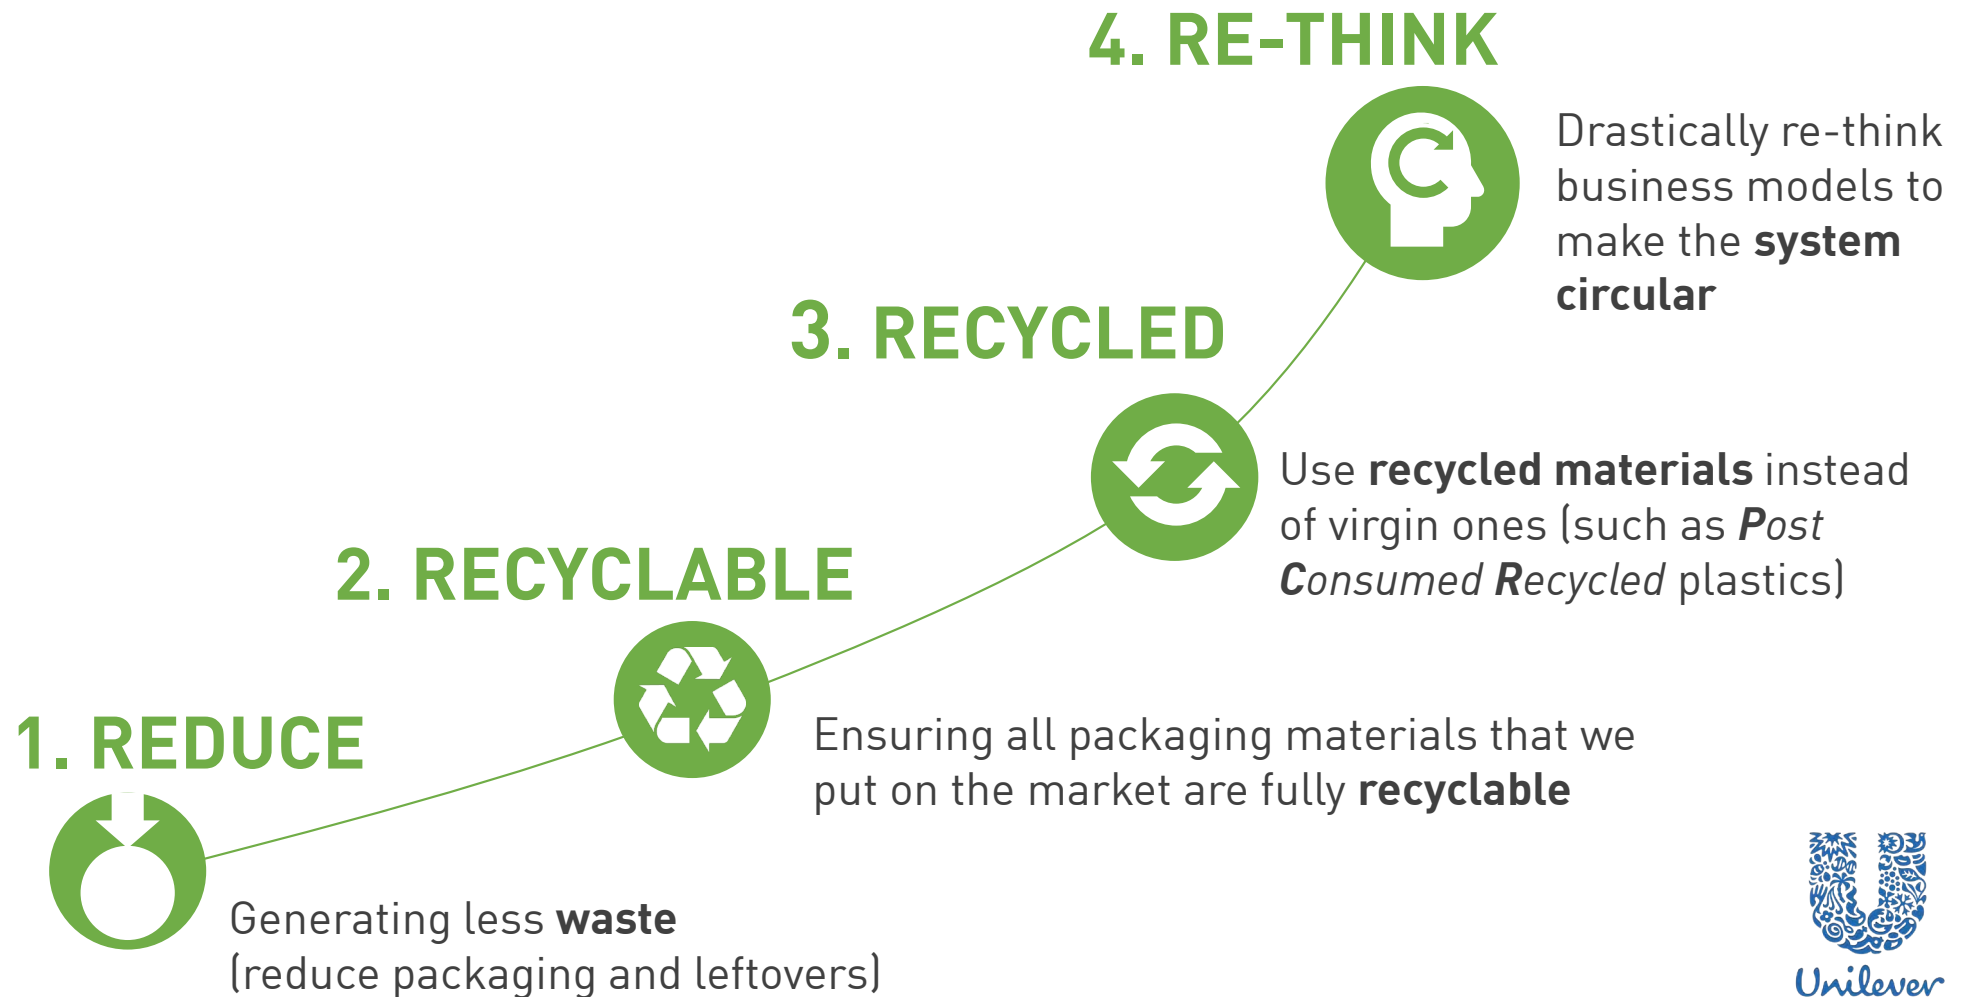 4. RE-THINK
Drastically re-think
business models to
make the system
circular
3. RECYCLED
Use recycled materials instead
of virgin ones (such as Post
Consumed Recycled plastics)
2. RECYCLABLE
Ensuring all packaging materials that we
put on the market are fully recyclable
1. REDUCE
Generating less waste
(reduce packaging and leftovers)
Unilever